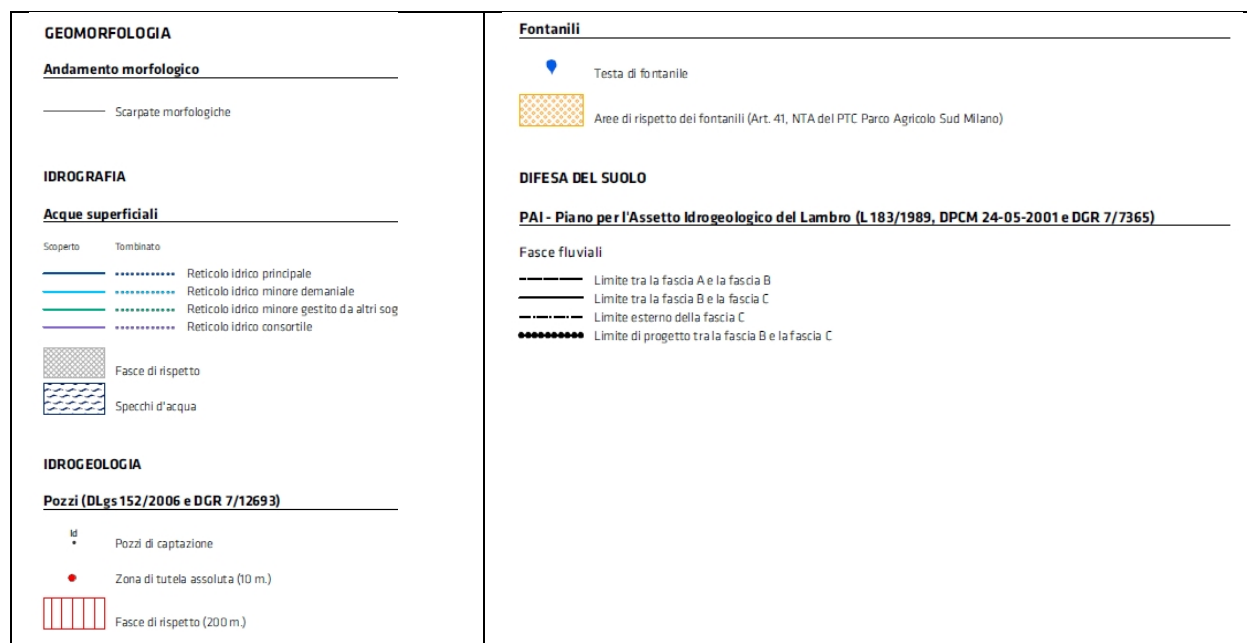 GEOMORFOLOGIA
Andamento morfologico
Scarpate morfologiche
IDROGRAFIA
Acque superficiali
Scoperto Tombinato
Reticolo idrico principale
Reticolo idrico minore demaniale
Reticolo idrico minore gestito da altri sog
Reticolo idrico consortile
Fasce di rispetto
Specchi d'acqua
IDROGEOLOGIA
Pozzi (DLgs 152/2006 e DGR 7/12693)
Id
Pozzi di captazione
Zona di tutela assoluta (10 m.)
Fasce di rispetto (200 m.)
Fontanili
Testa di fontanile
Aree di rispetto dei fontanili (Art. 41, NTA del PTC Parco Agricolo Sud Milano)
DIFESA DEL SUOLO
PAI - Piano per l'Assetto Idrogeologico del Lambro (L 183/1989, DPCM 24-05-2001 e DGR 7/7365)
Fasce fluviali
Limite tra la fascia A e la fascia B
Limite tra la fascia B e la fascia C
Limite esterno della fascia C
Limite di progetto tra la fascia B e la fascia C